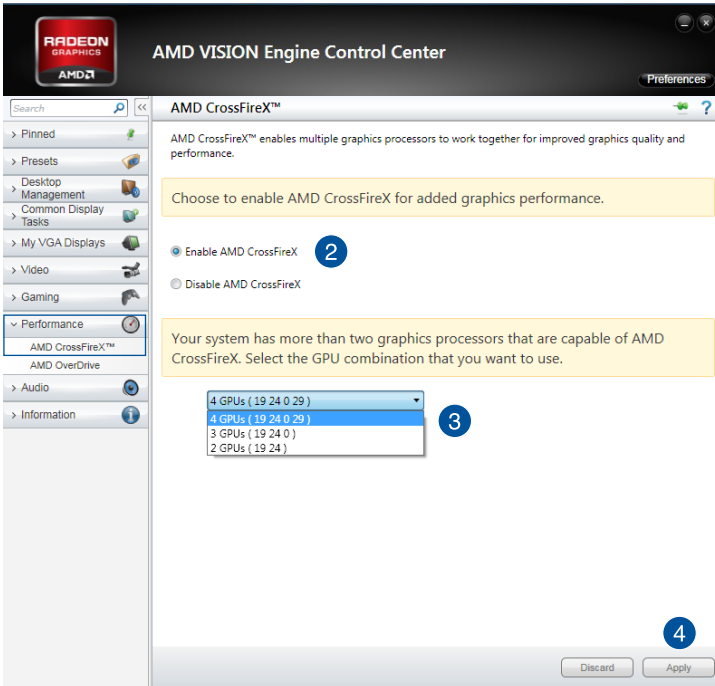 RADEON
GRAPHICS
AMD
AMD VISION Engine Control Center
Preferences
Search
<<
AMD CrossFireX™
?
> Pinned
> Presets
> Desktop
Management
> Common Display
Tasks
> My VGA Displays
> Video
> Gaming
Performance
AMD CrossFireX™
AMD OverDrive
> Audio
> Information
AMD CrossFireX™ enables multiple graphics processors to work together for improved graphics quality and
performance.
Choose to enable AMD CrossFireX for added graphics performance.
Enable AMD CrossFireX
2
Disable AMD CrossFireX
Your system has more than two graphics processors that are capable of AMD
CrossFireX. Select the GPU combination that you want to use.
4 GPUs ( 19 24 0 29 )
4 GPUs ( 19 24 0 29 )
3 GPUs ( 19 24 0 )
2 GPUs ( 19 24 )
3
4
Discard
Apply